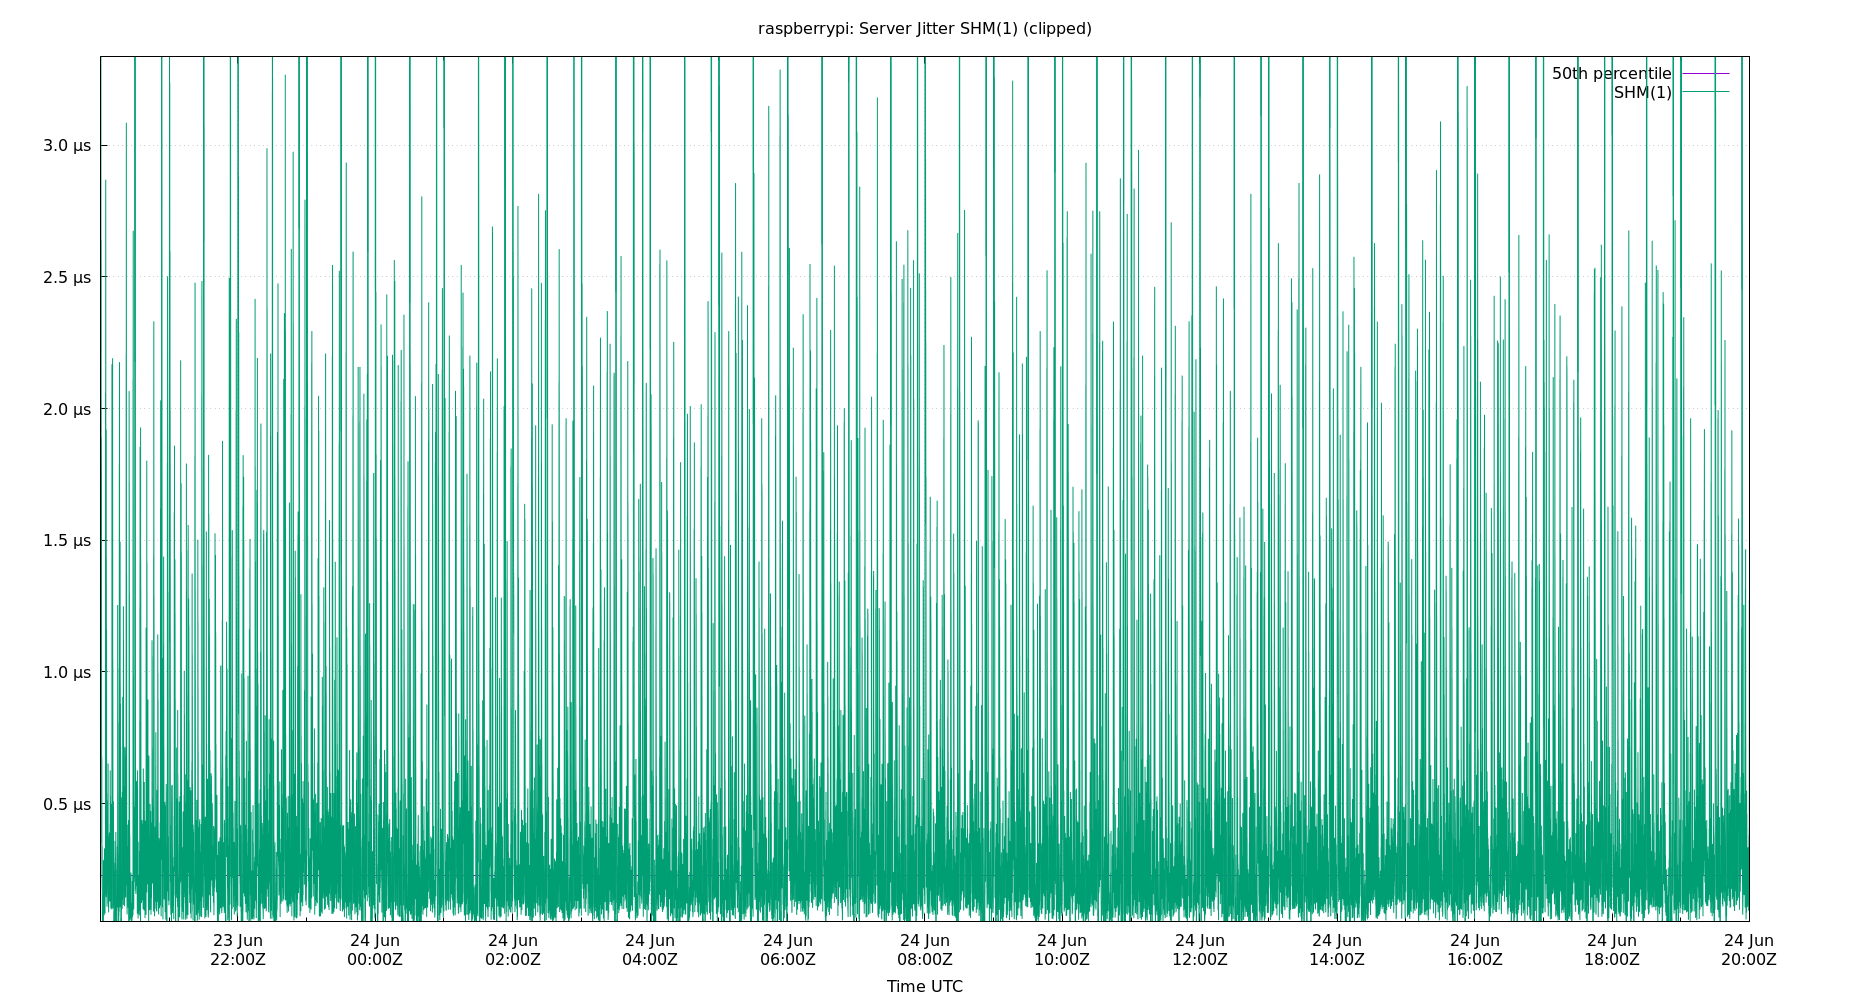 raspberrypi: Server Jitter SHM(1) (clipped)
50th percentile
SHM(1)
3.0 µs
2.5 µs
2.0 µs
1.5 µs
1.0 µs
0.5 µs
23 Jun 24 Jun 24 Jun 24 Jun 24 Jun 24 Jun 24 Jun 24 Jun 24 Jun 24 Jun 24 Jun 24 Jun
22:00Z 00:00Z 02:00Z 04:00Z 06:00Z 08:00Z 10:00Z 12:00Z 14:00Z 16:00Z 18:00Z 20:00Z
Time UTC